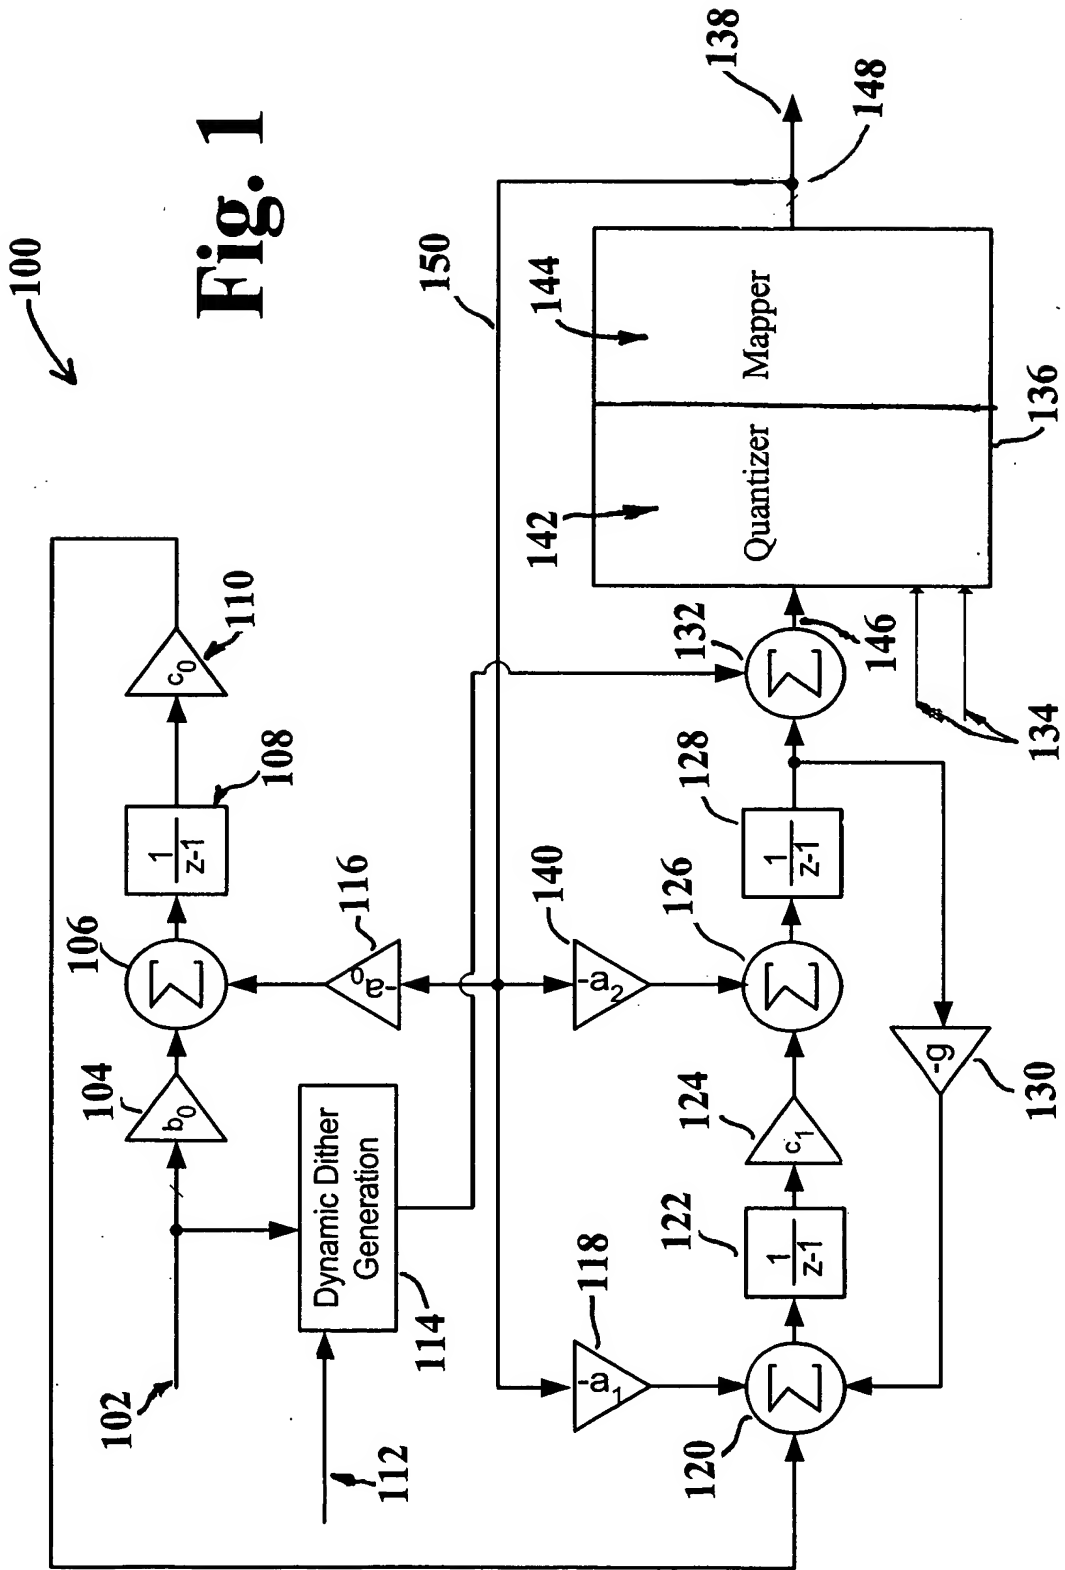 Fig. 1
100
102
b0
104
Σ
106
1
z-1
108
c0
110
112
Dynamic Dither
Generation
114
-a0
116
150
-a1
118
-a2
140
Σ
120
1
z-1
122
c1
124
Σ
126
1
z-1
128
-g
130
Σ
132
146
134
Quantizer
142
Mapper
144
136
138
148